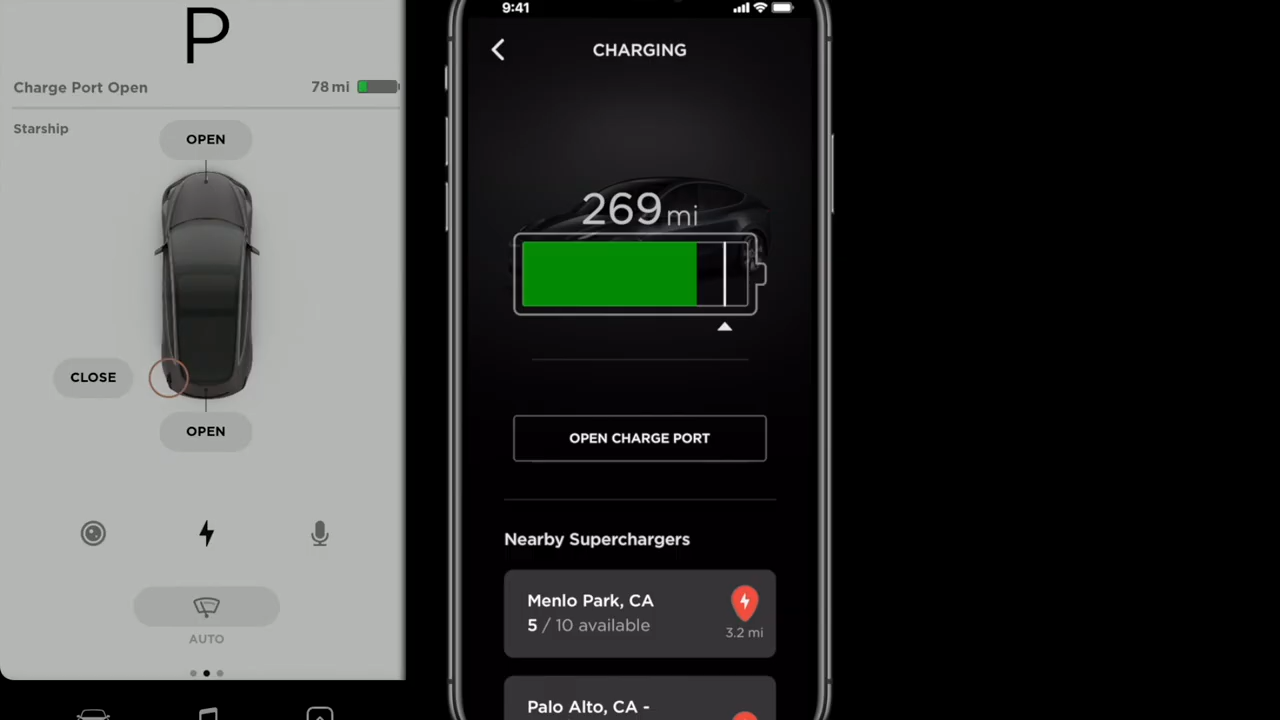 P
Charge Port Open 78 mi
Starship
OPEN
CLOSE
OPEN
AUTO
9:41
CHARGING
269 mi
OPEN CHARGE PORT
Nearby Superchargers
Menlo Park, CA
5 / 10 available
3.2 mi
Palo Alto, CA -